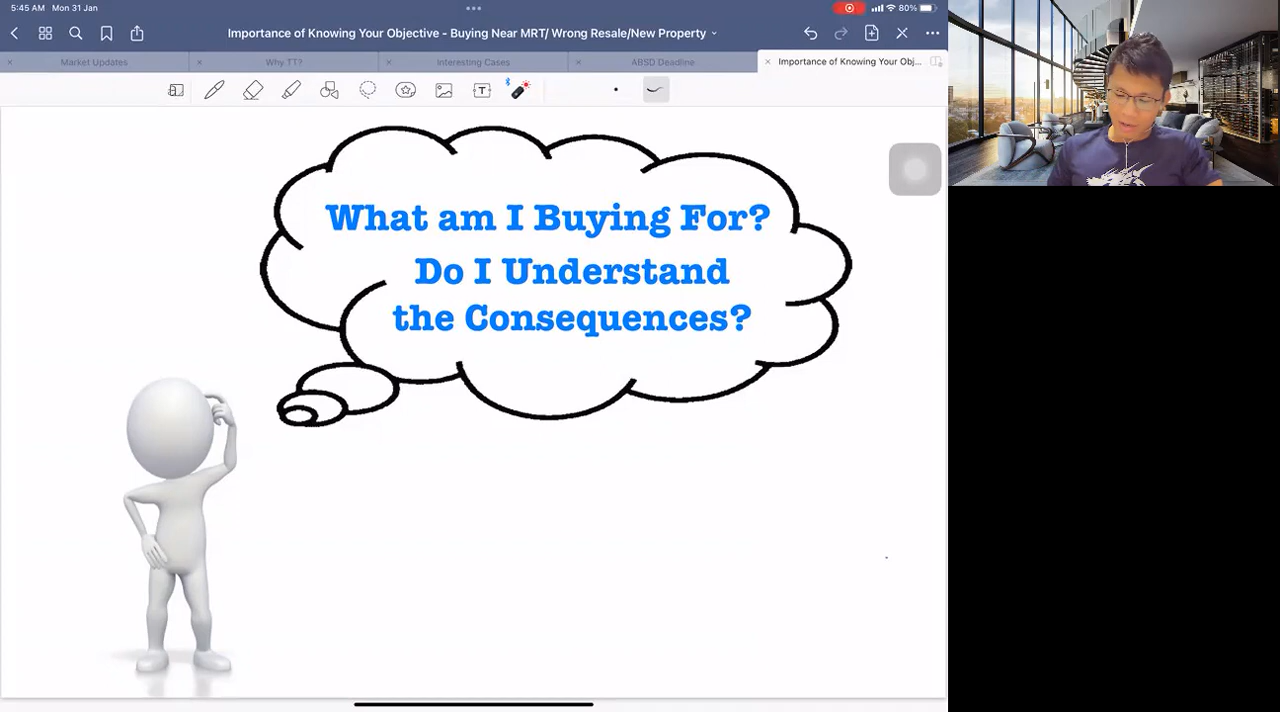 5:45 AM Mon 31 Jan
80%
Importance of Knowing Your Objective - Buying Near MRT/ Wrong Resale/New Property
Market Updates
Why TT?
Interesting Cases
ABSD Deadline
Importance of Knowing Your Obj...
T
What am I Buying For?
Do I Understand
the Consequences?